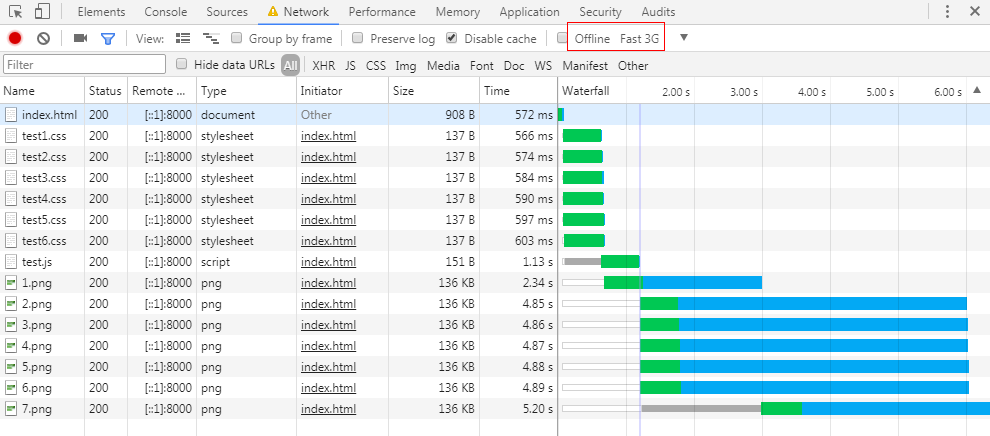 Elements Console Sources Network Performance Memory Application Security Audits
View: Group by frame Preserve log Disable cache Offline Fast 3G
Filter Hide data URLs All XHR JS CSS Img Media Font Doc WS Manifest Other
Name Status Remote ... Type Initiator Size Time Waterfall 2.00 s 3.00 s 4.00 s 5.00 s 6.00 s
index.html 200 [::1]:8000 document Other 908 B 572 ms
test1.css 200 [::1]:8000 stylesheet index.html 137 B 566 ms
test2.css 200 [::1]:8000 stylesheet index.html 137 B 574 ms
test3.css 200 [::1]:8000 stylesheet index.html 137 B 584 ms
test4.css 200 [::1]:8000 stylesheet index.html 137 B 590 ms
test5.css 200 [::1]:8000 stylesheet index.html 137 B 597 ms
test6.css 200 [::1]:8000 stylesheet index.html 137 B 603 ms
test.js 200 [::1]:8000 script index.html 151 B 1.13 s
1.png 200 [::1]:8000 png index.html 136 KB 2.34 s
2.png 200 [::1]:8000 png index.html 136 KB 4.85 s
3.png 200 [::1]:8000 png index.html 136 KB 4.86 s
4.png 200 [::1]:8000 png index.html 136 KB 4.87 s
5.png 200 [::1]:8000 png index.html 136 KB 4.88 s
6.png 200 [::1]:8000 png index.html 136 KB 4.89 s
7.png 200 [::1]:8000 png index.html 136 KB 5.20 s